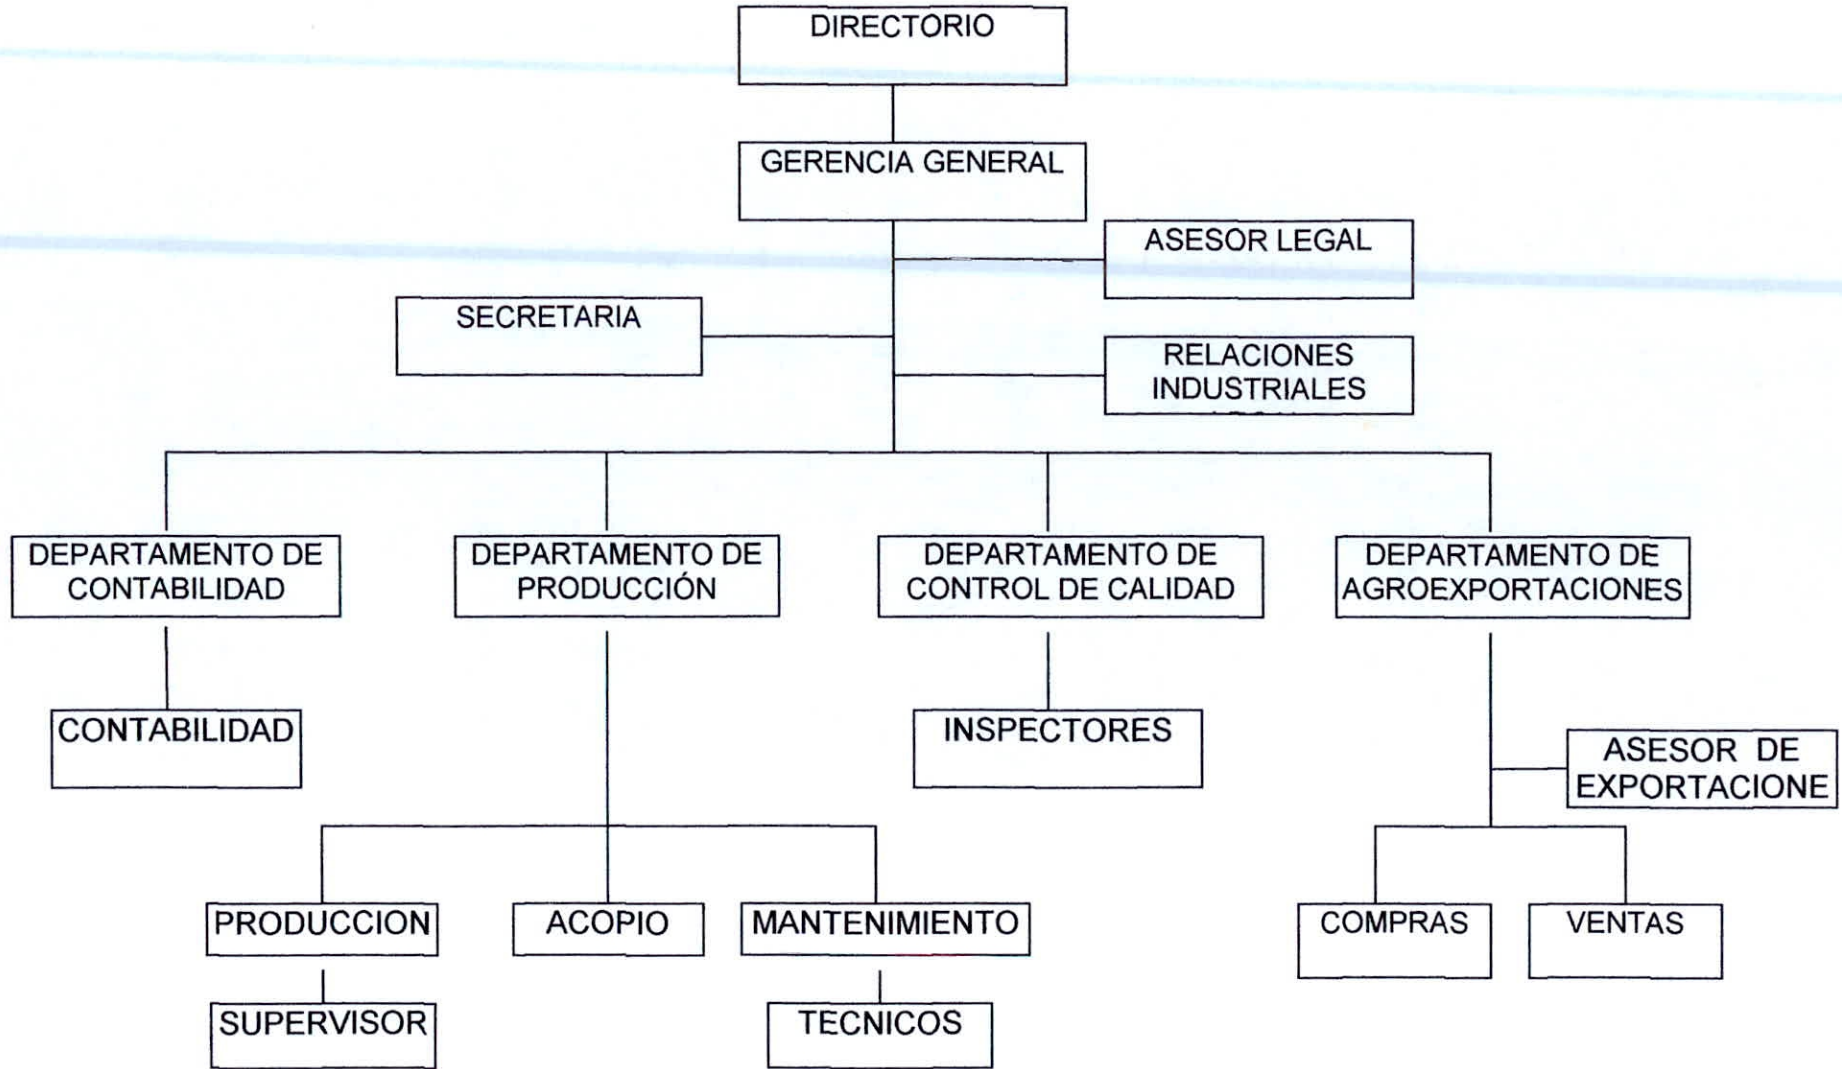 DIRECTORIO
GERENCIA GENERAL
ASESOR LEGAL
SECRETARIA
RELACIONES
INDUSTRIALES
DEPARTAMENTO DE
CONTABILIDAD
DEPARTAMENTO DE
PRODUCCIÓN
DEPARTAMENTO DE
CONTROL DE CALIDAD
DEPARTAMENTO DE
AGROEXPORTACIONES
CONTABILIDAD
INSPECTORES
ASESOR DE
EXPORTACIONE
PRODUCCION
ACOPIO
MANTENIMIENTO
COMPRAS
VENTAS
SUPERVISOR
TECNICOS